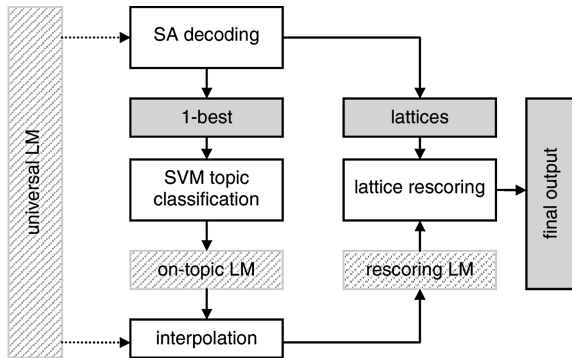 universal LM
SA decoding
1-best
lattices
SVM topic
classification
lattice rescoring
final output
on-topic LM
rescoring LM
interpolation